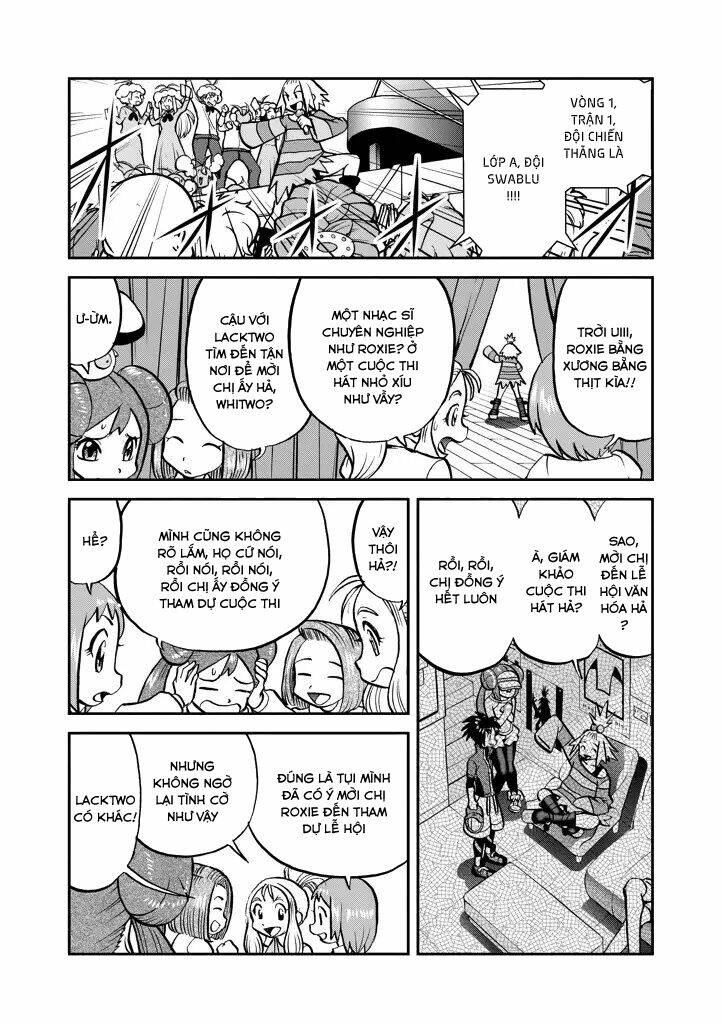 VÒNG 1,
TRẬN 1,
ĐỘI CHIẾN
THẮNG LÀ
LỚP A, ĐỘI
SWABLU
!!!!
TRỜI UIII,
ROXIE BẰNG
XƯƠNG BẰNG
THỊT KÌA!!
MỘT NHẠC SĨ
CHUYÊN NGHIỆP
NHƯ ROXIE? Ở
MỘT CUỘC THI
HÁT NHỎ XÍU
NHƯ VẦY?
CẬU VỚI
LACKTWO
TÌM ĐẾN TẬN
NƠI ĐỂ MỜI
CHỊ ẤY HẢ,
WHITWO?
Ư-ỪM.
SAO,
MỜI CHỊ
ĐẾN LỄ
HỘI VĂN
HÓA HẢ?
À, GIÁM
KHẢO
CUỘC THI
HÁT HẢ?
RỒI, RỒI,
CHỊ ĐỒNG Ý
HẾT LUÔN
VẬY
THÔI
HẢ?!
MÌNH CŨNG KHÔNG
RÕ LẮM, HỌ CỨ NÓI,
RỒI NÓI, RỒI NÓI,
RỒI CHỊ ẤY ĐỒNG Ý
THAM DỰ CUỘC THI
HỂ?
ĐÚNG LÀ TỤI MÌNH
ĐÃ CÓ Ý MỜI CHỊ
ROXIE ĐẾN THAM
DỰ LỄ HỘI
NHƯNG
KHÔNG NGỜ
LẠI TÌNH CỜ
NHƯ VẬY
LACKTWO
CÓ KHÁC!